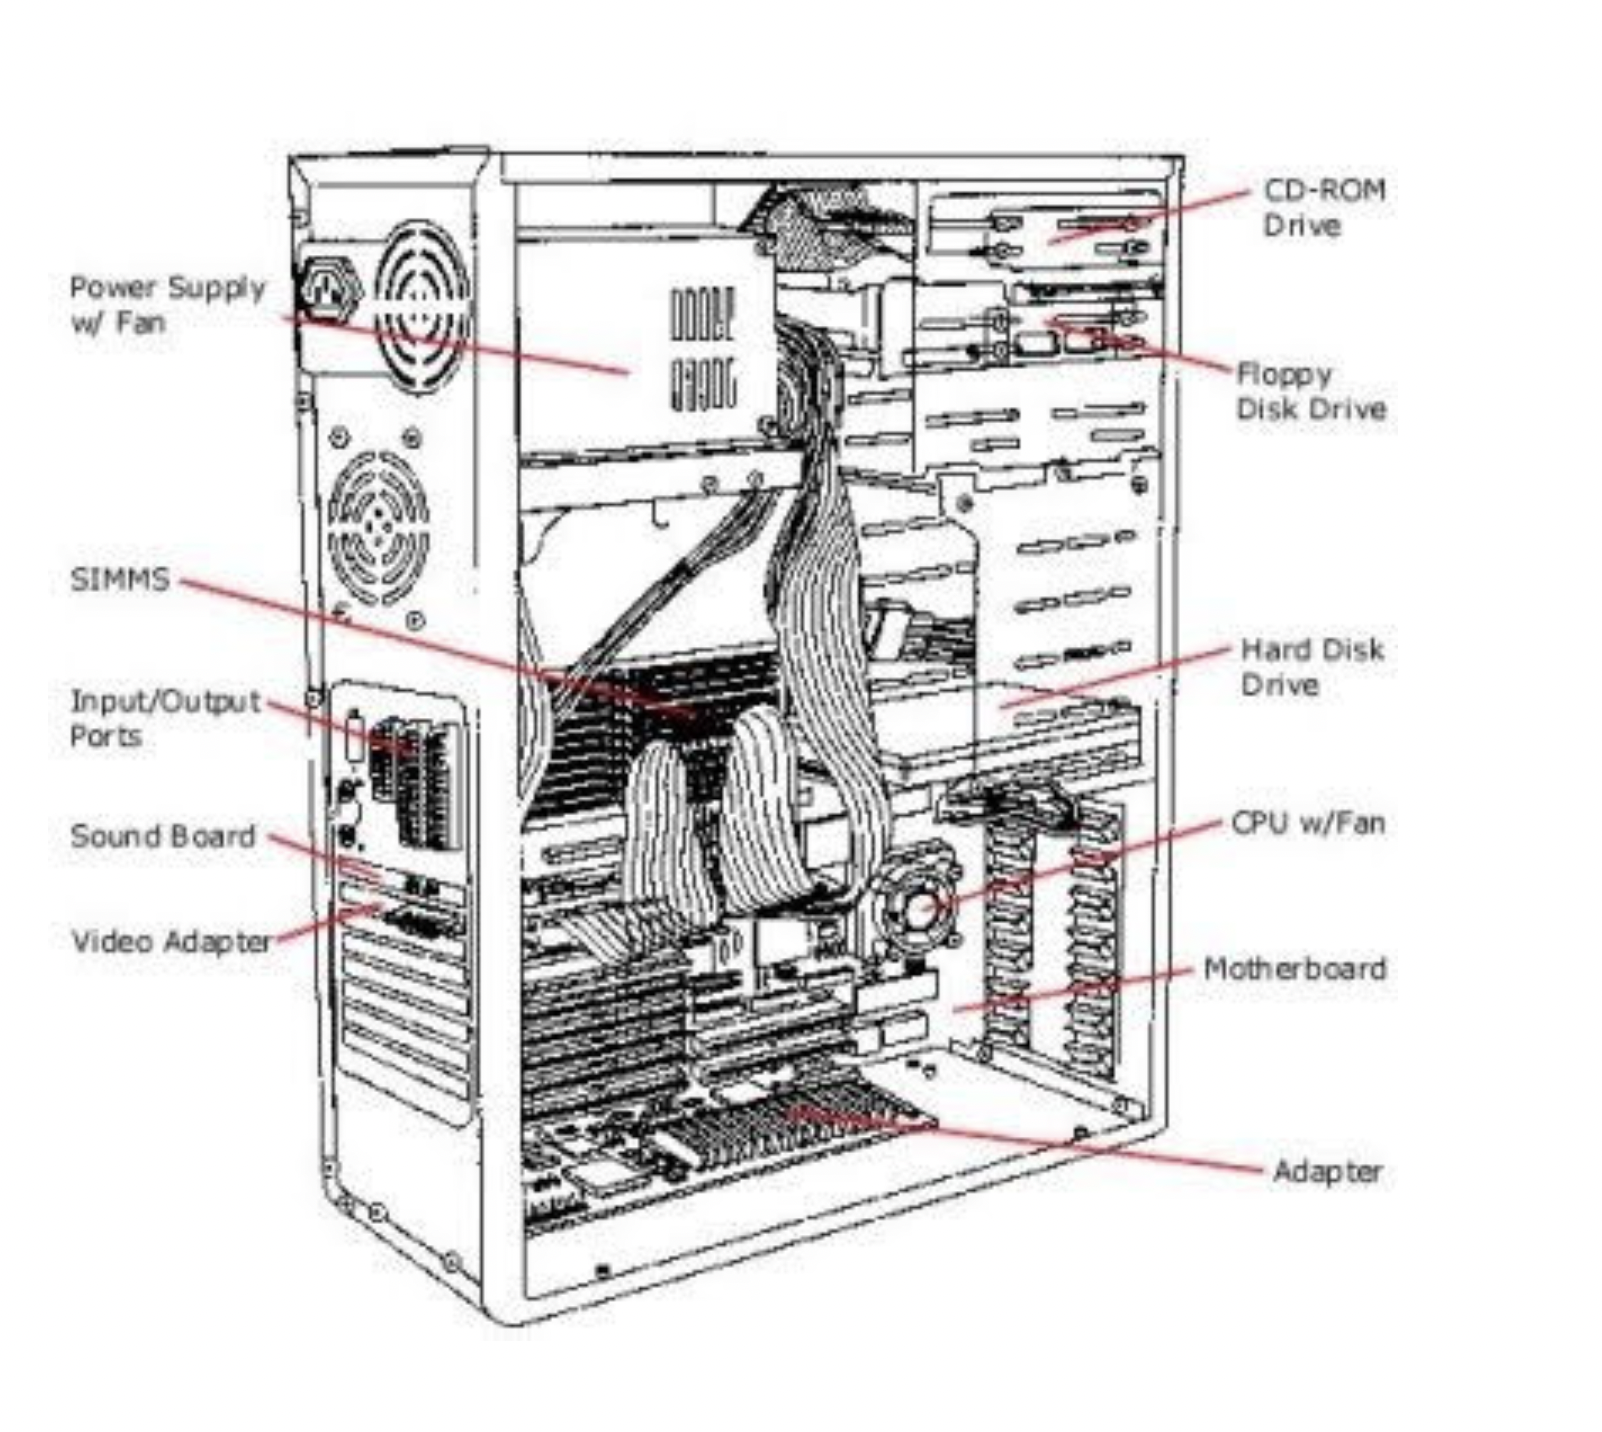 CD-ROM
Drive
Power Supply
w/ Fan
Floppy
Disk Drive
SIMMS
Hard Disk
Drive
Input/Output
Ports
Sound Board
CPU w/Fan
Video Adapter
Motherboard
Adapter